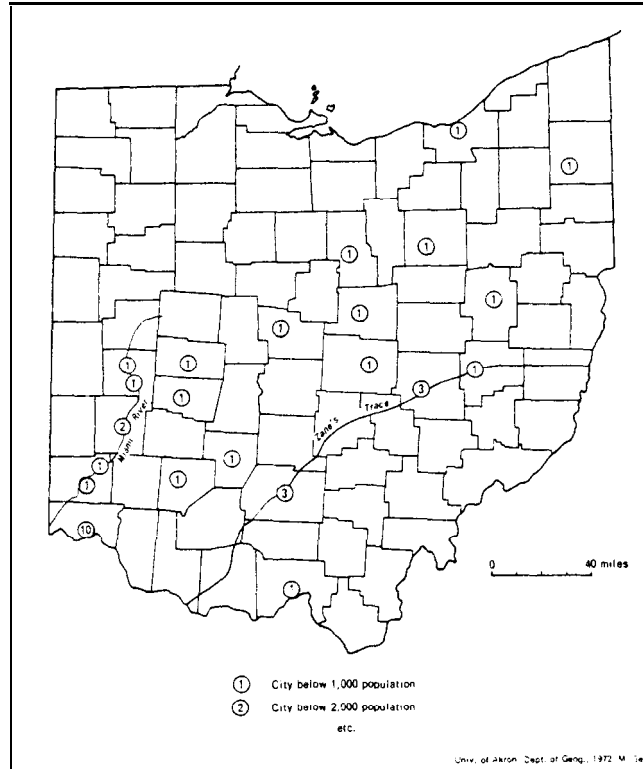 1
1
1
1
1
1
1
1
1
1
1
1
3
2
River
Miami
Zane's
Trace
1
1
1
1
3
10
1
0 40 miles
1 City below 1,000 population
2 City below 2,000 population
etc.
Univ. of Akron Dept. of Geog., 1972 M.